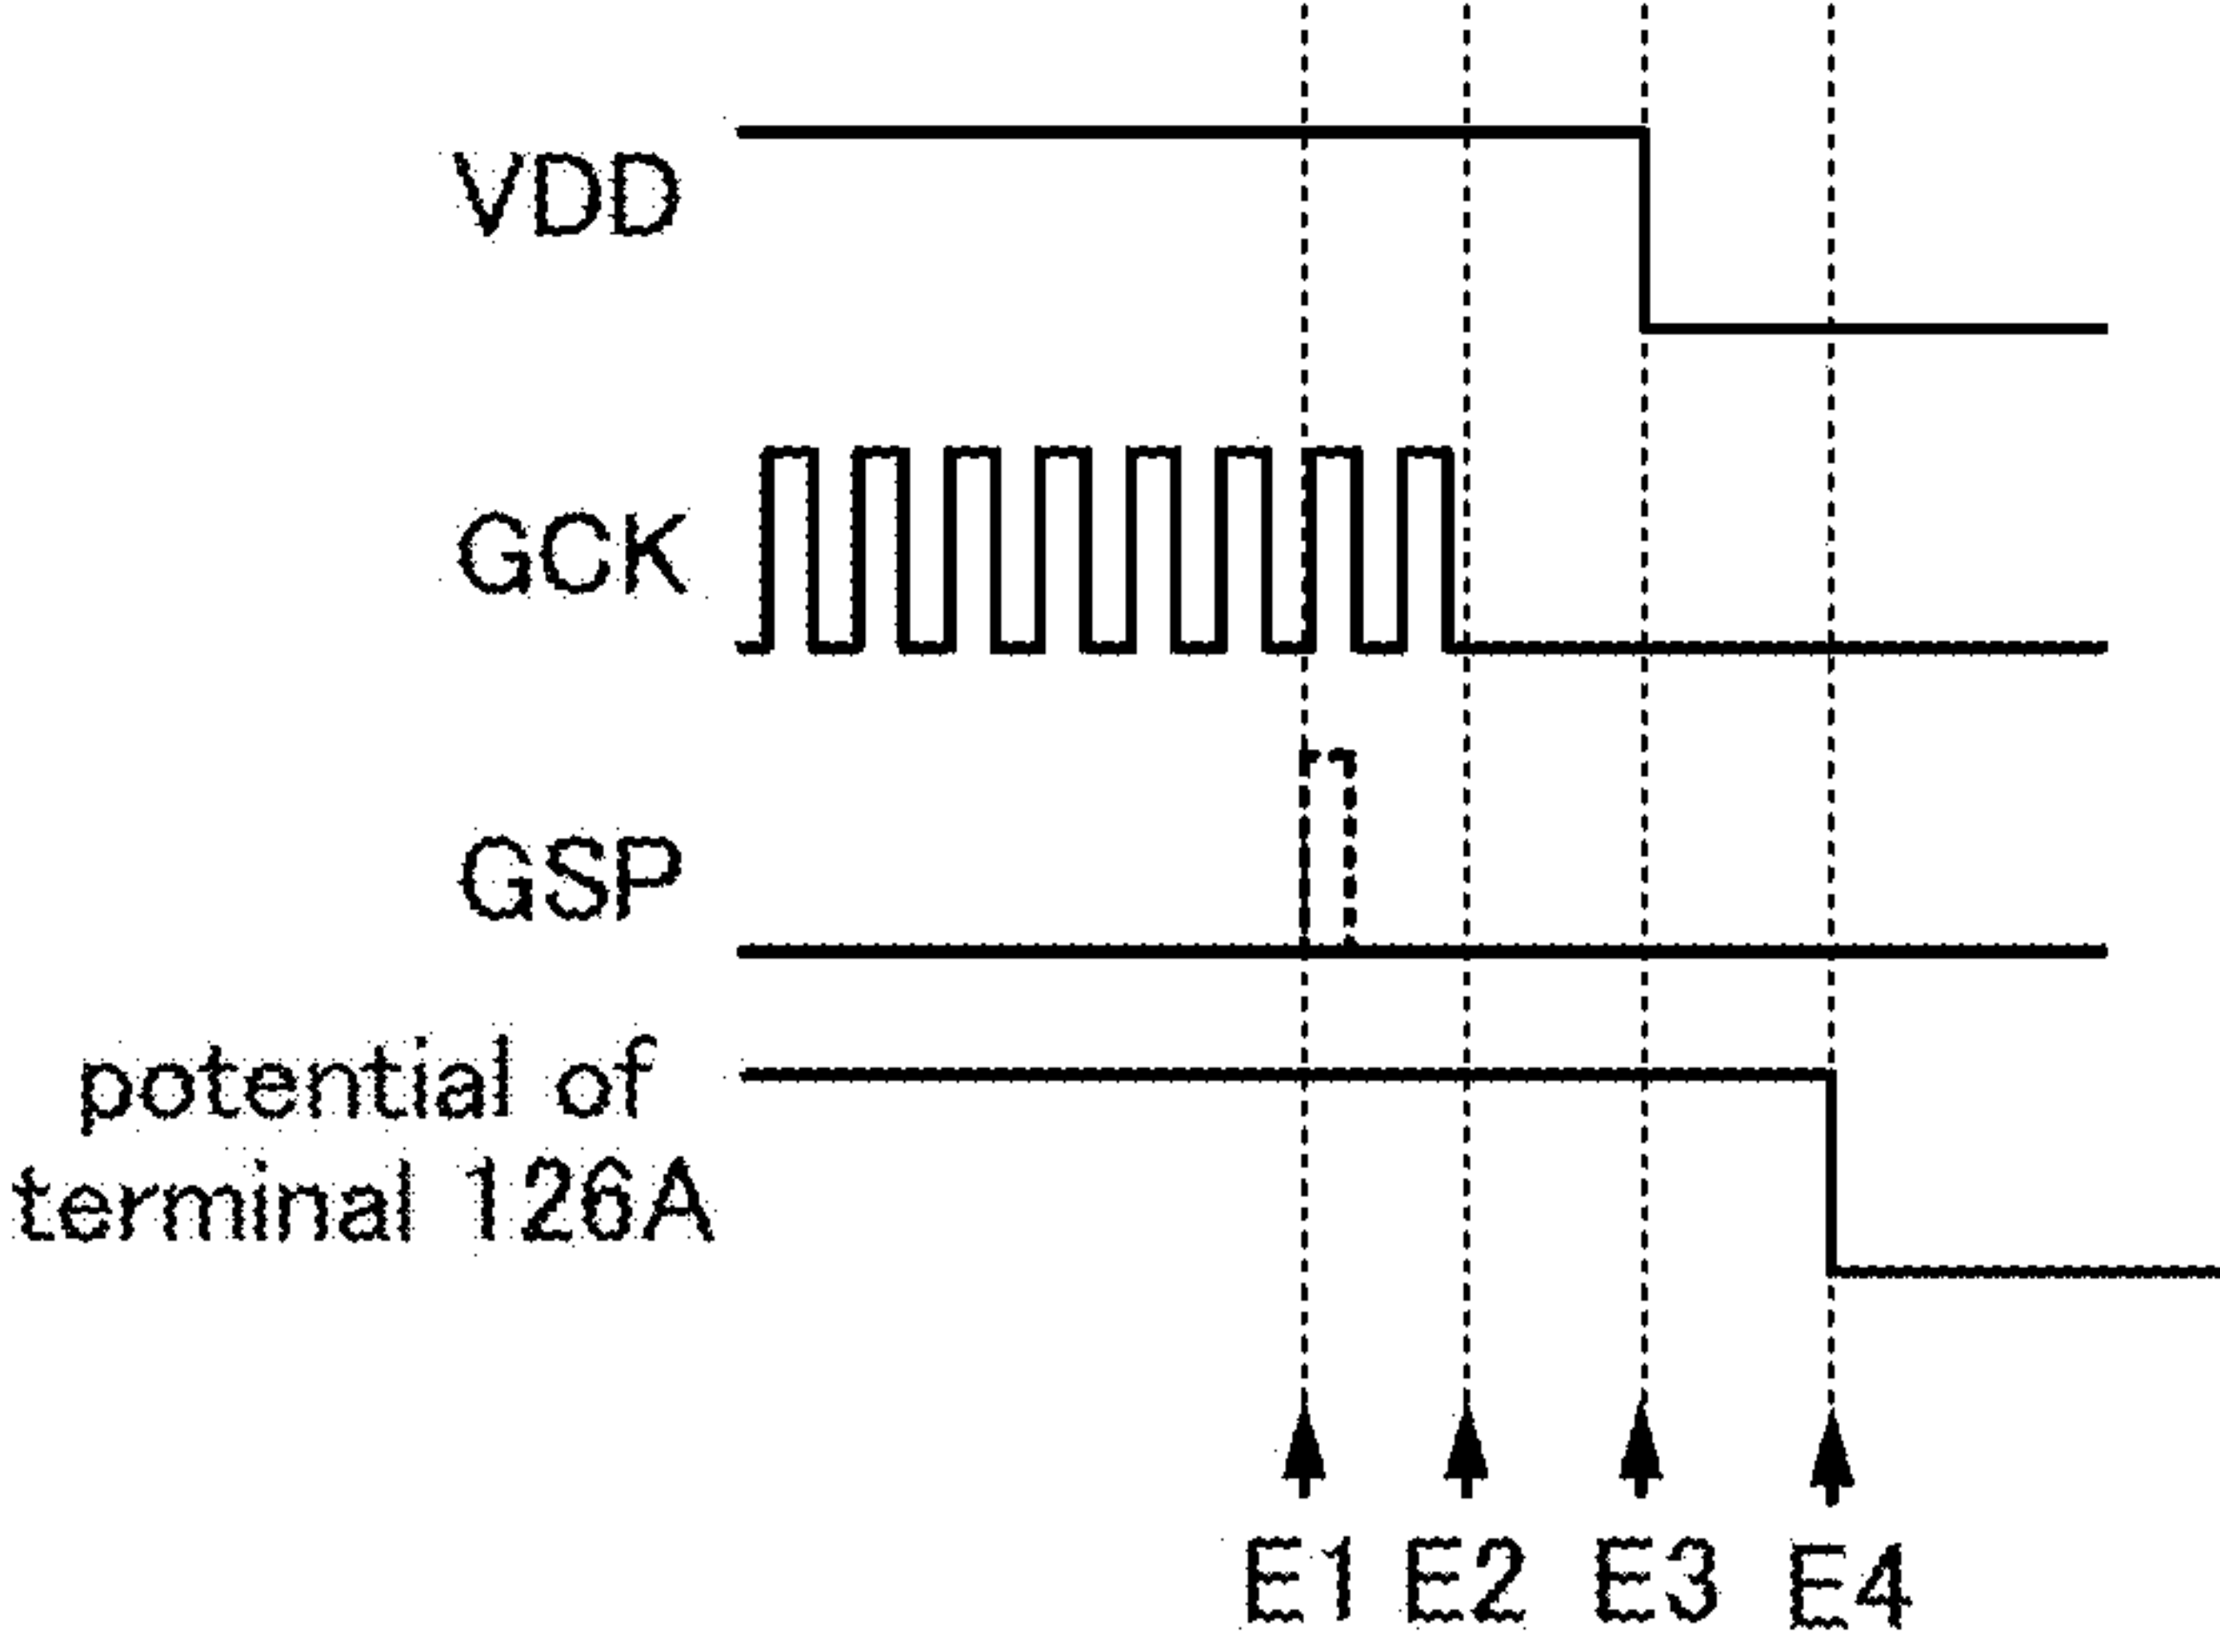 VDD
GCK
GSP
potential of
terminal 126A
E1 E2 E3 E4